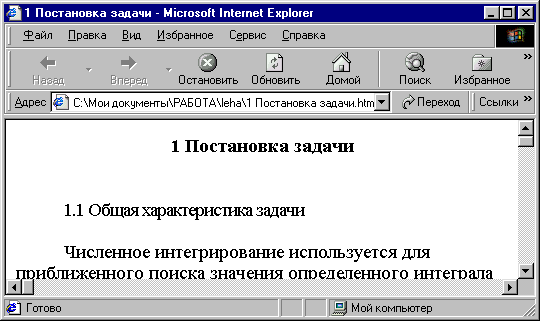 1 Постановка задачи - Microsoft Internet Explorer
Файл Правка Вид Избранное Сервис Справка
Назад Вперед Остановить Обновить Домой Поиск Избранное »
Адрес C:\Мои документы\РАБОТА\leha\1 Постановка задачи.htm Переход Ссылки »
1 Постановка задачи
1.1 Общая характеристика задачи
Численное интегрирование используется для
приближенного поиска значения определенного интеграла
Готово Мой компьютер